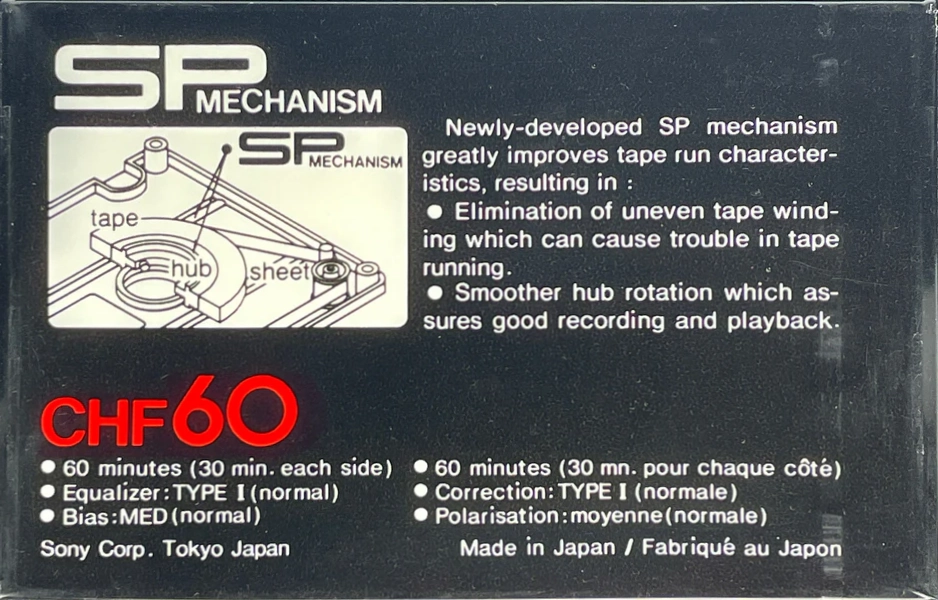 SP MECHANISM
SP MECHANISM
tape
hub
sheet
Newly-developed SP mechanism
greatly improves tape run character-
istics, resulting in :
● Elimination of uneven tape wind-
ing which can cause trouble in tape
running.
● Smoother hub rotation which as-
sures good recording and playback.
CHF60
● 60 minutes (30 min. each side)
● Equalizer:TYPE I(normal)
● Bias:MED(normal)
Sony Corp. Tokyo Japan
● 60 minutes (30 mn. pour chaque côté)
● Correction:TYPE I (normale)
● Polarisation:moyenne(normale)
Made in Japan / Fabriqué au Japon